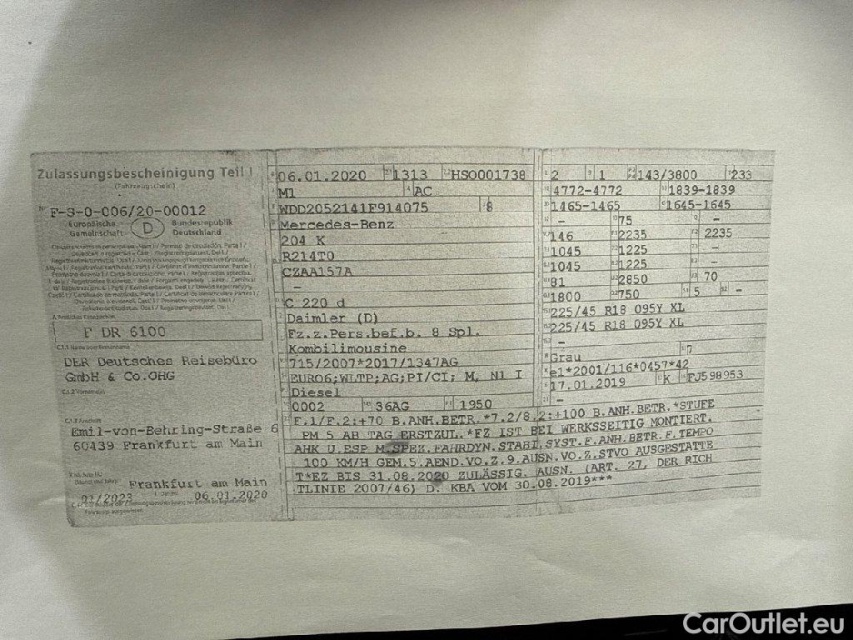 Zulassungsbescheinigung Teil I
(Fahrzeugschein)
F-S-0-006/20-00012
Europäische Gemeinschaft
D
Bundesrepublik Deutschland
F DR 6100
DER Deutsches Reisebüro
GmbH & Co.OHG
Emil-von-Behring-Straße 6
60439 Frankfurt am Main
Frankfurt am Main
01/2023
06.01.2020
06.01.2020 1313 HSO001738
M1 AC
WDD2052141F914075 8
Mercedes-Benz
204 K
R214T0
CZAA157A
-
C 220 d
Daimler (D)
Fz.z.Pers.bef.b. 8 Spl.
Kombilimousine
715/2007*2017/1347AG
EURO6;WLTP;AG;PI/CI; M, N1 I
Diesel
0002 36AG 1950
2 1 143/3800 233
4772-4772 1839-1839
1465-1465 1645-1645
- 75 -
146 2235 2235
1045 1225 -
1045 1225 -
81 2850 70
1800 750 5 -
225/45 R18 095Y XL
225/45 R18 095Y XL
-
Grau 7
e1*2001/116*0457*42
17.01.2019 K FJ598953
-
F.1/F.2:+70 B.ANH.BETR.*7.2/8.2:+100 B.ANH.BETR.*STUFE
PM 5 AB TAG ERSTZUL.*FZ IST BEI WERKSSEITIG MONTIERT.
AHK U.ESP M.SPEZ.FAHRDYN.STABI.SYST.F.ANH.BETR.F.TEMPO
100 KM/H GEM.5.AEND.VO.Z.9.AUSN.VO.Z.STVO AUSGESTATTE
T*EZ BIS 31.08.2020 ZULÄSSIG. AUSN. (ART. 27, DER RICH
TLINIE 2007/46) D. KBA VOM 30.08.2019***
CarOutlet.eu